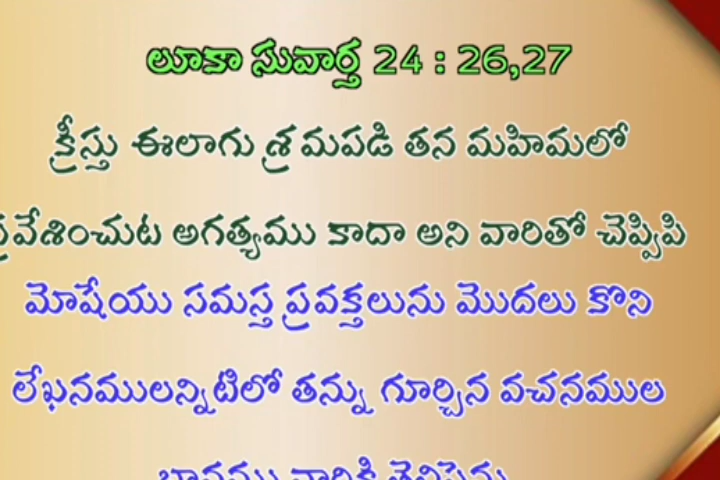 లూకా సువార్త 24 : 26,27
క్రీస్తు ఈలాగు శ్రమపడి తన మహిమలో
ప్రవేశించుట అగత్యము కాదా అని వారితో చెప్పిపి
మోషేయు సమస్త ప్రవక్తలును మొదలు కొని
లేఖనములన్నిటిలో తన్ను గూర్చిన వచనముల
భావము వారికి తెలిపెను